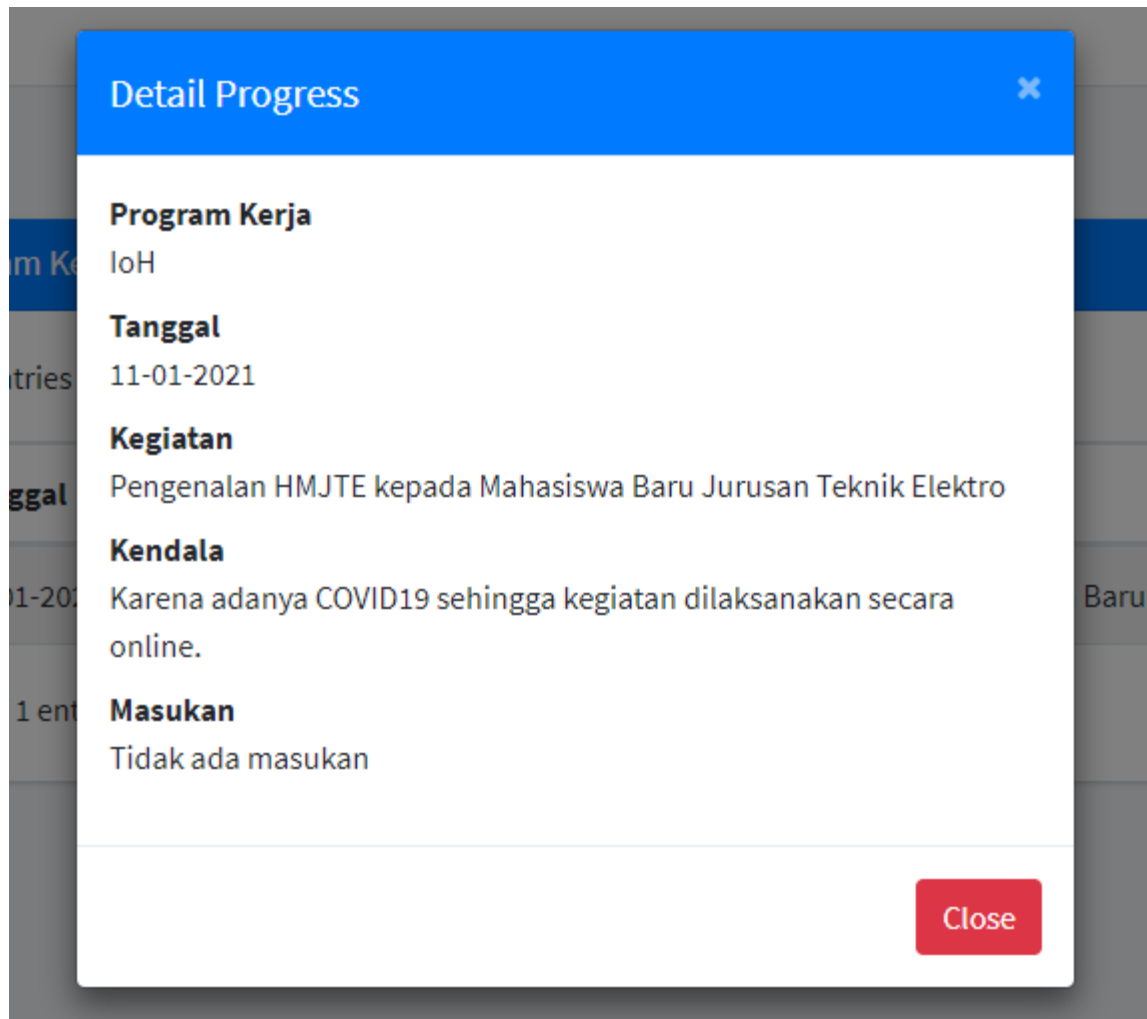 Detail Progress ×
Program Kerja
IoH
Tanggal
11-01-2021
Kegiatan
Pengenalan HMJTE kepada Mahasiswa Baru Jurusan Teknik Elektro
Kendala
Karena adanya COVID19 sehingga kegiatan dilaksanakan secara
online.
Masukan
Tidak ada masukan
Close
Baru